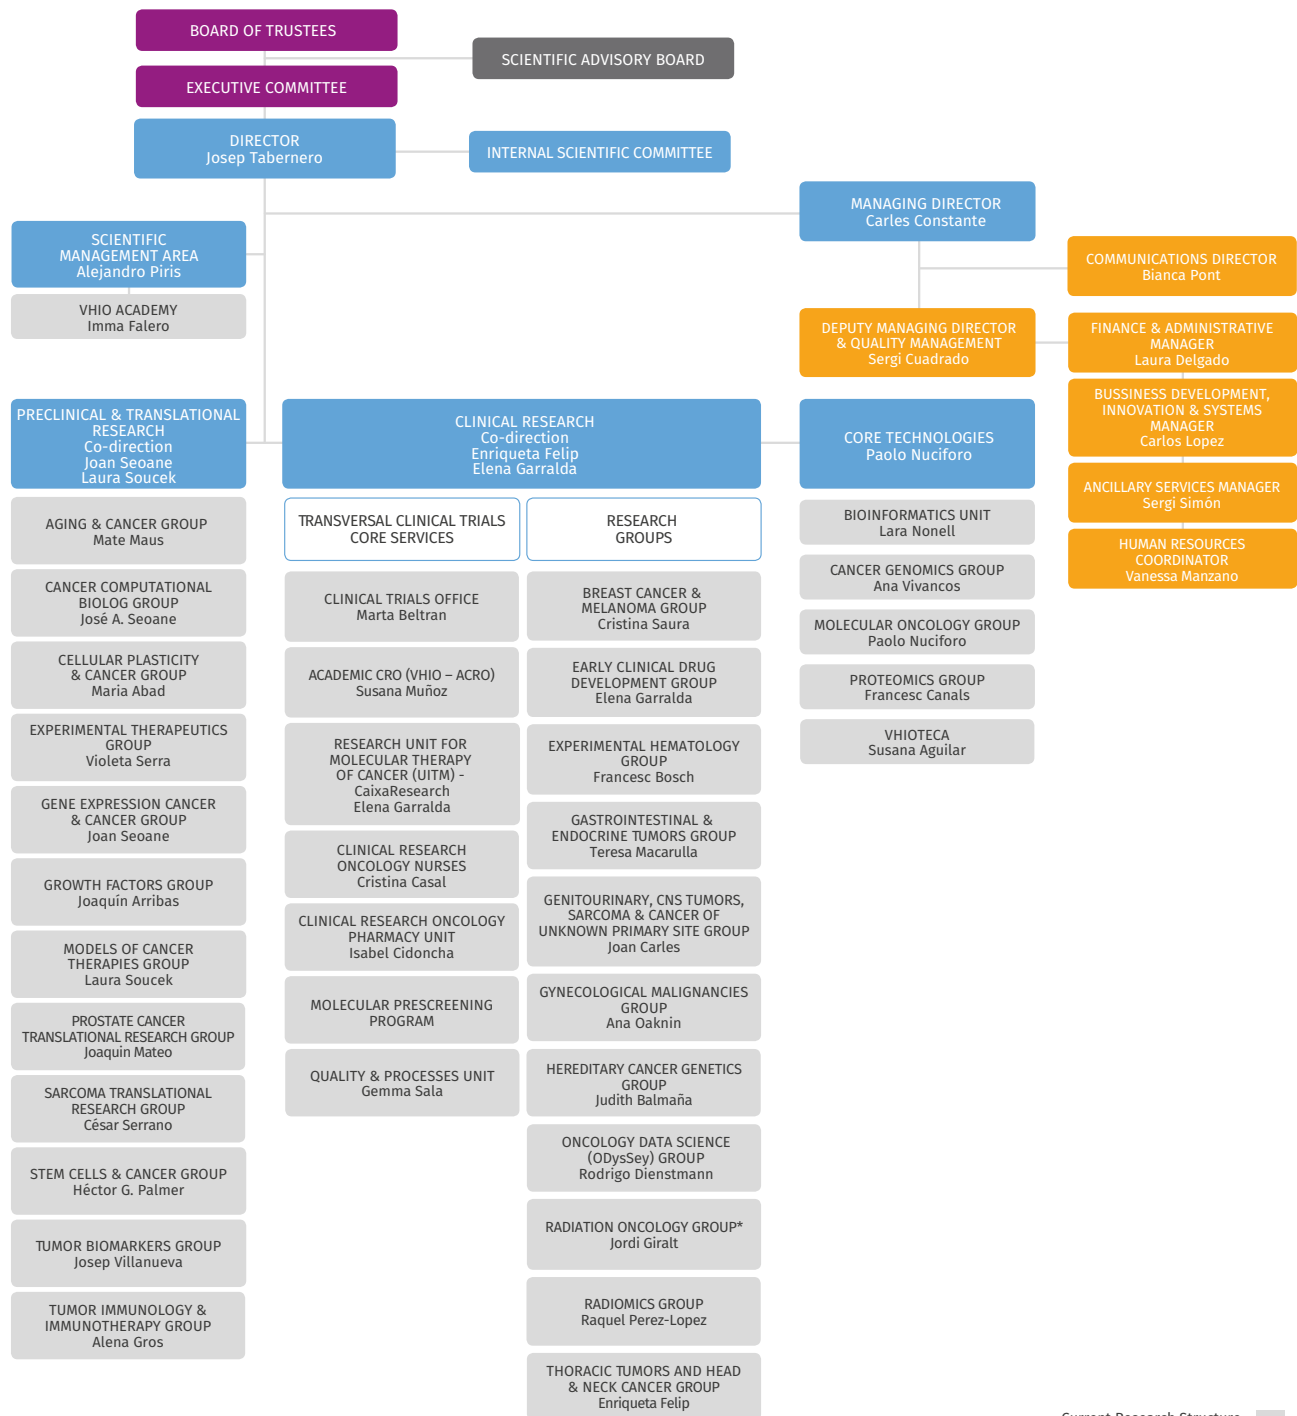 BOARD OF TRUSTEES
SCIENTIFIC ADVISORY BOARD
EXECUTIVE COMMITTEE
DIRECTOR
Josep Tabernero
INTERNAL SCIENTIFIC COMMITTEE
MANAGING DIRECTOR
Carles Constante
SCIENTIFIC
MANAGEMENT AREA
Alejandro Piris
VHIO ACADEMY
Imma Falero
COMMUNICATIONS DIRECTOR
Bianca Pont
DEPUTY MANAGING DIRECTOR
& QUALITY MANAGEMENT
Sergi Cuadrado
FINANCE & ADMINISTRATIVE
MANAGER
Laura Delgado
BUSSINESS DEVELOPMENT,
INNOVATION & SYSTEMS
MANAGER
Carlos Lopez
ANCILLARY SERVICES MANAGER
Sergi Simón
HUMAN RESOURCES
COORDINATOR
Vanessa Manzano
PRECLINICAL & TRANSLATIONAL
RESEARCH
Co-direction
Joan Seoane
Laura Soucek
AGING & CANCER GROUP
Mate Maus
CANCER COMPUTATIONAL
BIOLOG GROUP
José A. Seoane
CELLULAR PLASTICITY
& CANCER GROUP
Maria Abad
EXPERIMENTAL THERAPEUTICS
GROUP
Violeta Serra
GENE EXPRESSION CANCER
& CANCER GROUP
Joan Seoane
GROWTH FACTORS GROUP
Joaquín Arribas
MODELS OF CANCER
THERAPIES GROUP
Laura Soucek
PROSTATE CANCER
TRANSLATIONAL RESEARCH GROUP
Joaquin Mateo
SARCOMA TRANSLATIONAL
RESEARCH GROUP
César Serrano
STEM CELLS & CANCER GROUP
Héctor G. Palmer
TUMOR BIOMARKERS GROUP
Josep Villanueva
TUMOR IMMUNOLOGY &
IMMUNOTHERAPY GROUP
Alena Gros
CLINICAL RESEARCH
Co-direction
Enriqueta Felip
Elena Garralda
TRANSVERSAL CLINICAL TRIALS
CORE SERVICES
CLINICAL TRIALS OFFICE
Marta Beltran
ACADEMIC CRO (VHIO – ACRO)
Susana Muñoz
RESEARCH UNIT FOR
MOLECULAR THERAPY
OF CANCER (UITM) -
CaixaResearch
Elena Garralda
CLINICAL RESEARCH
ONCOLOGY NURSES
Cristina Casal
CLINICAL RESEARCH ONCOLOGY
PHARMACY UNIT
Isabel Cidoncha
MOLECULAR PRESCREENING
PROGRAM
QUALITY & PROCESSES UNIT
Gemma Sala
RESEARCH
GROUPS
BREAST CANCER &
MELANOMA GROUP
Cristina Saura
EARLY CLINICAL DRUG
DEVELOPMENT GROUP
Elena Garralda
EXPERIMENTAL HEMATOLOGY
GROUP
Francesc Bosch
GASTROINTESTINAL &
ENDOCRINE TUMORS GROUP
Teresa Macarulla
GENITOURINARY, CNS TUMORS,
SARCOMA & CANCER OF
UNKNOWN PRIMARY SITE GROUP
Joan Carles
GYNECOLOGICAL MALIGNANCIES
GROUP
Ana Oaknin
HEREDITARY CANCER GENETICS
GROUP
Judith Balmaña
ONCOLOGY DATA SCIENCE
(ODysSey) GROUP
Rodrigo Dienstmann
RADIATION ONCOLOGY GROUP*
Jordi Giralt
RADIOMICS GROUP
Raquel Perez-Lopez
THORACIC TUMORS AND HEAD
& NECK CANCER GROUP
Enriqueta Felip
CORE TECHNOLOGIES
Paolo Nuciforo
BIOINFORMATICS UNIT
Lara Nonell
CANCER GENOMICS GROUP
Ana Vivancos
MOLECULAR ONCOLOGY GROUP
Paolo Nuciforo
PROTEOMICS GROUP
Francesc Canals
VHIOTECA
Susana Aguilar
Current Research Structure